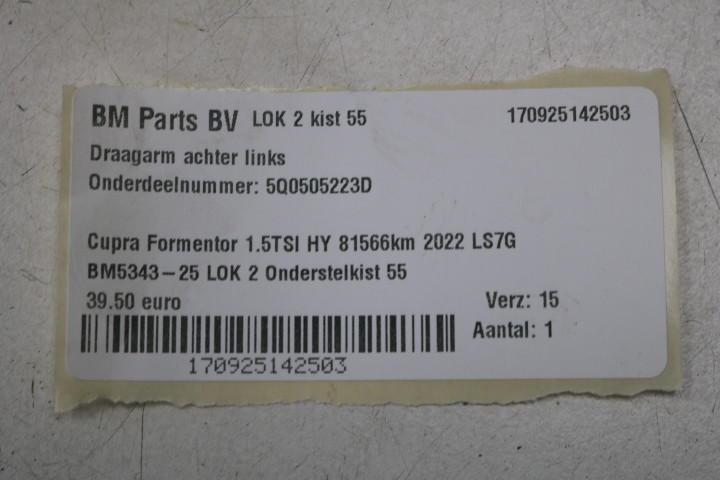 BM Parts BV LOK 2 kist 55 170925142503
Draagarm achter links
Onderdeelnummer: 5Q0505223D
Cupra Formentor 1.5TSI HY 81566km 2022 LS7G
BM5343-25 LOK 2 Onderstelkist 55
39.50 euro Verz: 15
Aantal: 1
170925142503